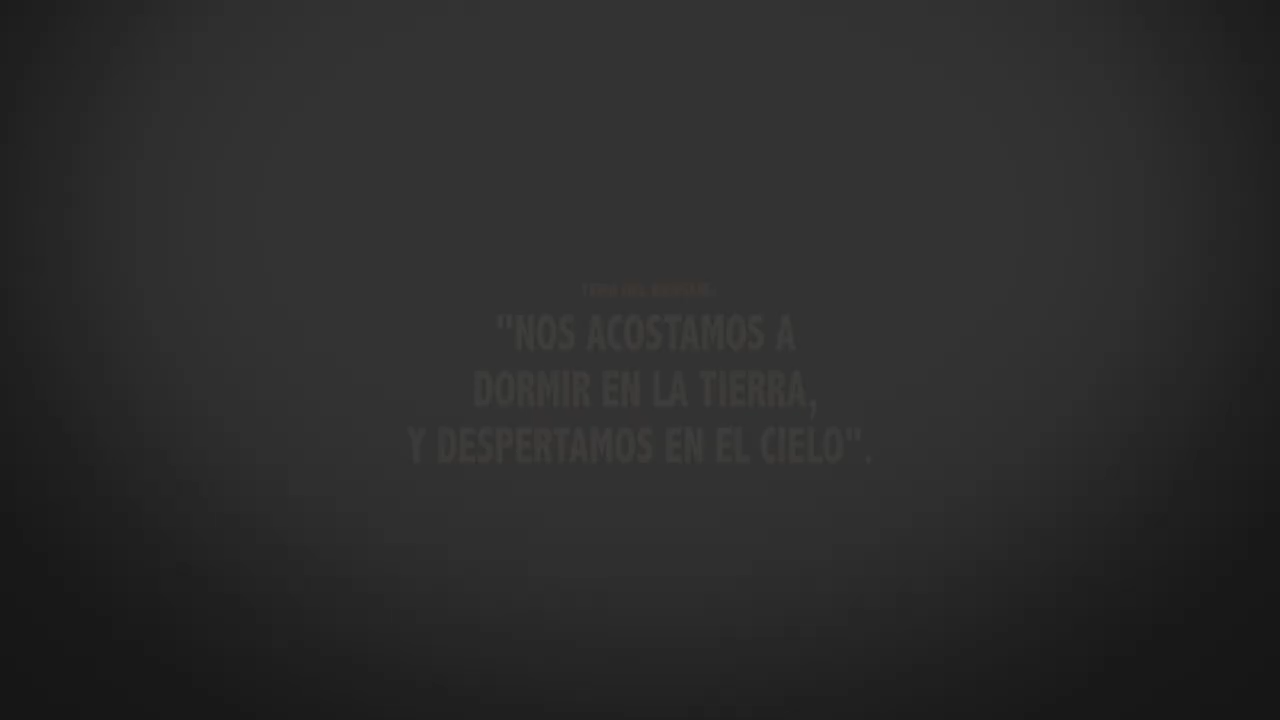 "NOS ACOSTAMOS A
DORMIR EN LA TIERRA,
Y DESPERTAMOS EN EL CIELO".